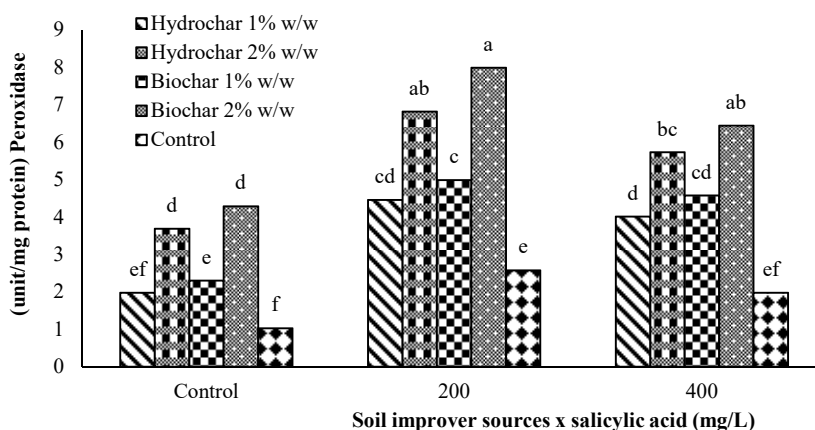 Hydrochar 1% w/w
Hydrochar 2% w/w
Biochar 1% w/w
Biochar 2% w/w
Control
(unit/mg protein) Peroxidase
9
8
7
6
5
4
3
2
1
0
ef
d
e
d
f
cd
ab
c
a
e
d
bc
cd
ab
ef
Control
200
400
Soil improver sources x salicylic acid (mg/L)